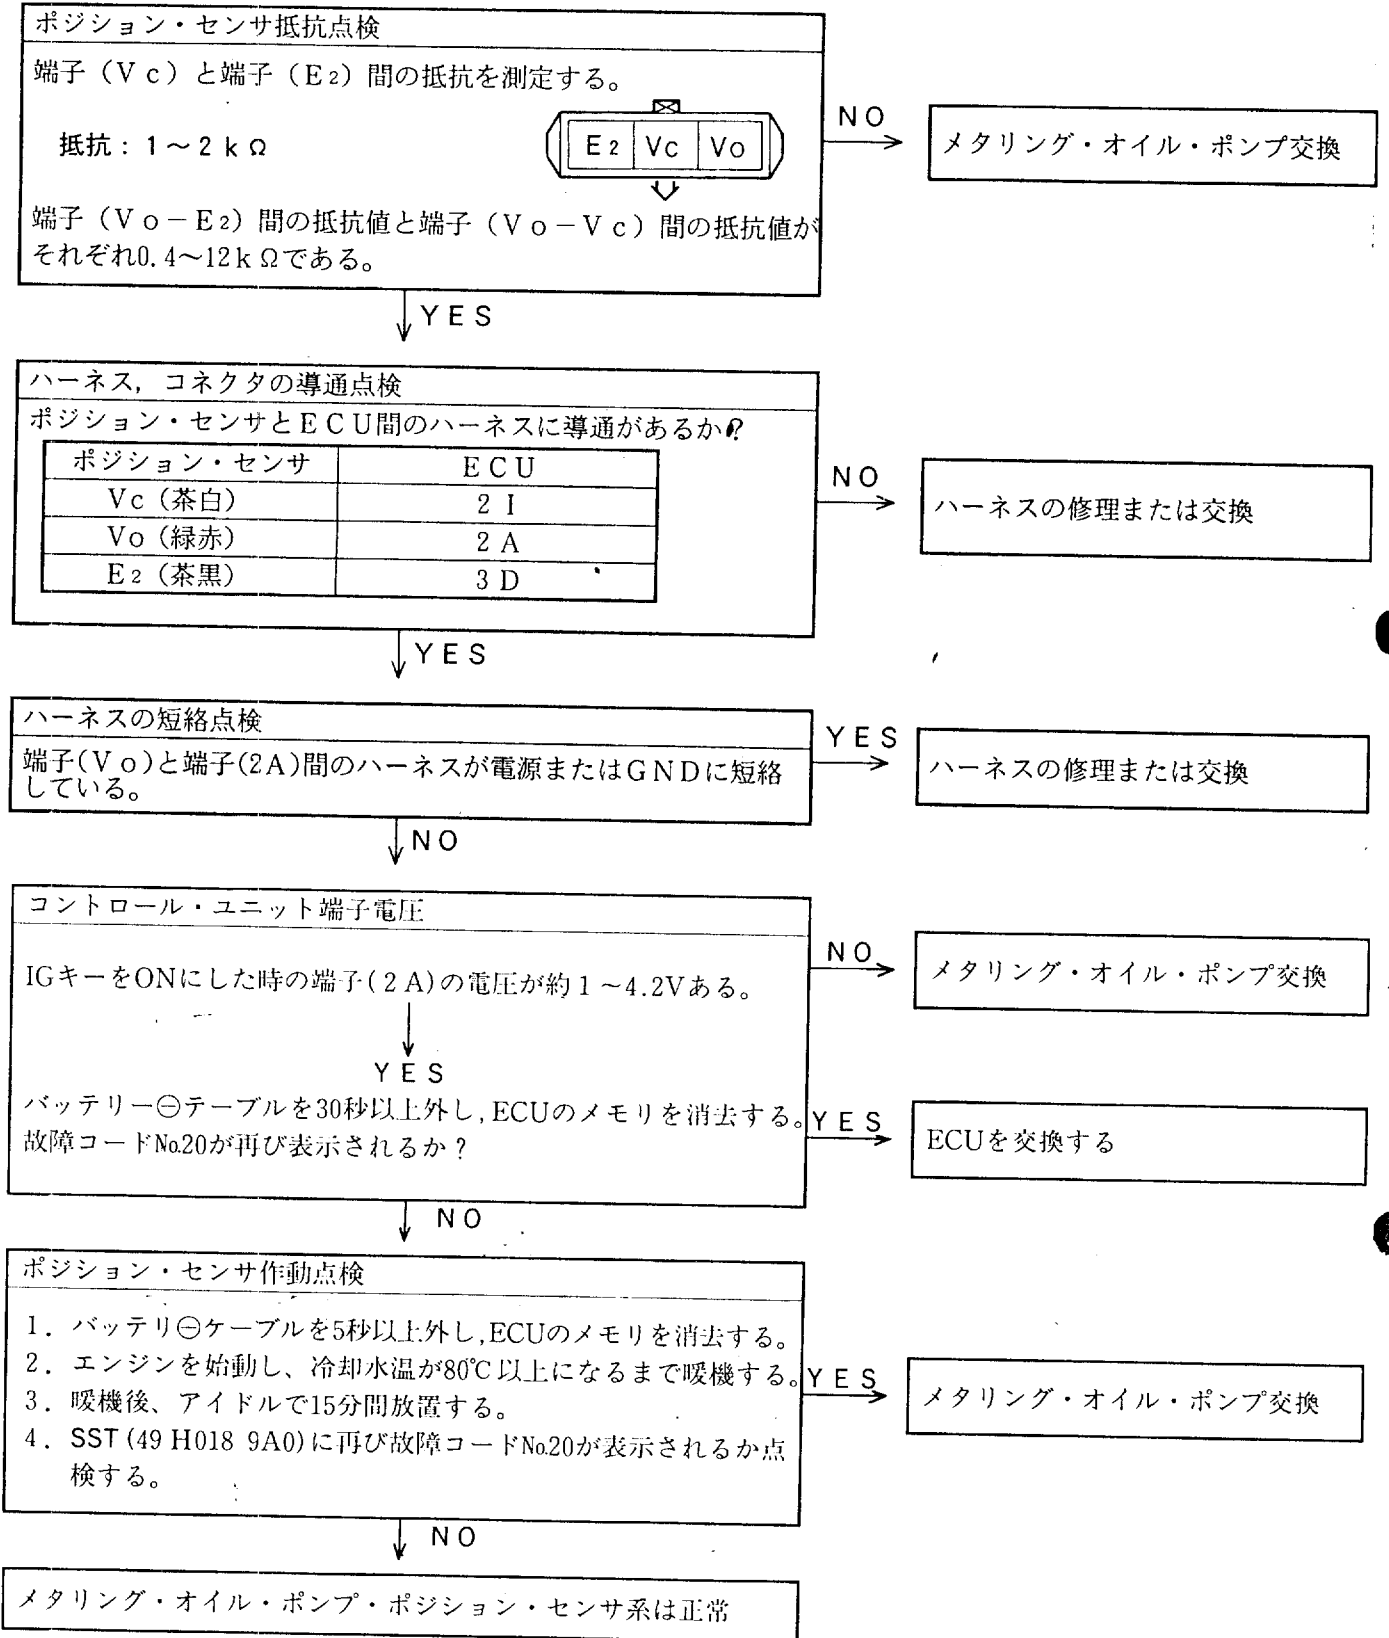 ポジション・センサ抵抗点検
端子（Vc）と端子（E2）間の抵抗を測定する。
抵抗：1～2kΩ
E2 Vc Vo
端子（Vo－E2）間の抵抗値と端子（Vo－Vc）間の抵抗値が
それぞれ0.4～12kΩである。
NO
メタリング・オイル・ポンプ交換
YES
ハーネス，コネクタの導通点検
ポジション・センサとECU間のハーネスに導通があるか？
ポジション・センサ ECU
Vc（茶白） 2I
Vo（緑赤） 2A
E2（茶黒） 3D
NO
ハーネスの修理または交換
YES
ハーネスの短絡点検
端子(Vo)と端子(2A)間のハーネスが電源またはGNDに短絡
している。
YES
ハーネスの修理または交換
NO
コントロール・ユニット端子電圧
IGキーをONにした時の端子(2A)の電圧が約1～4.2Vある。
NO
メタリング・オイル・ポンプ交換
YES
バッテリー⊖テーブルを30秒以上外し,ECUのメモリを消去する。
故障コード№20が再び表示されるか？
YES
ECUを交換する
NO
ポジション・センサ作動点検
1. バッテリ⊖ケーブルを5秒以上外し,ECUのメモリを消去する。
2. エンジンを始動し、冷却水温が80℃以上になるまで暖機する。
3. 暖機後、アイドルで15分間放置する。
4. SST(49 H018 9A0)に再び故障コード№20が表示されるか点
検する。
YES
メタリング・オイル・ポンプ交換
NO
メタリング・オイル・ポンプ・ポジション・センサ系は正常